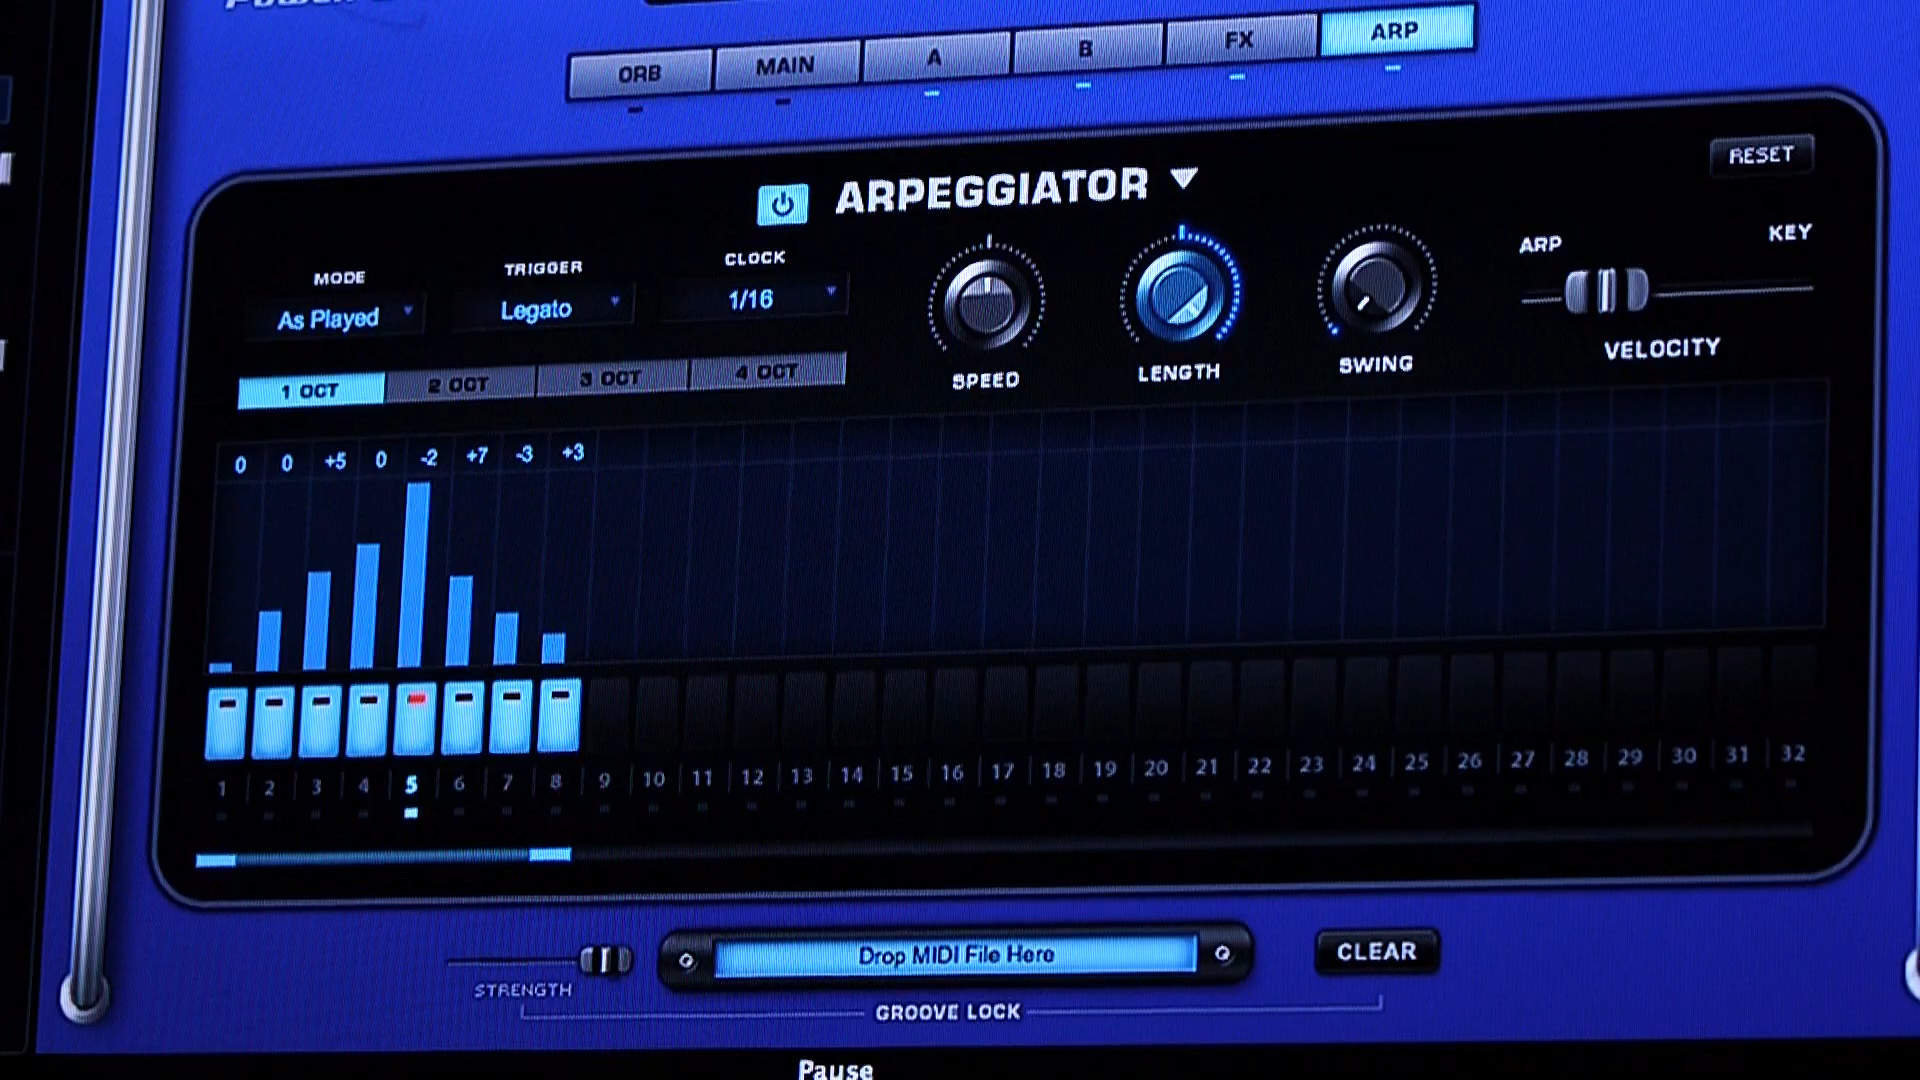 ORB MAIN A B FX ARP
RESET
ARPEGGIATOR
MODE TRIGGER CLOCK
As Played Legato 1/16
SPEED LENGTH SWING
ARP KEY
VELOCITY
1 OCT 2 OCT 3 OCT 4 OCT
0 0 +5 0 -2 +7 -3 +3
1 2 3 4 5 6 7 8 9 10 11 12 13 14 15 16 17 18 19 20 21 22 23 24 25 26 27 28 29 30 31 32
STRENGTH
Drop MIDI File Here
CLEAR
GROOVE LOCK
Pause